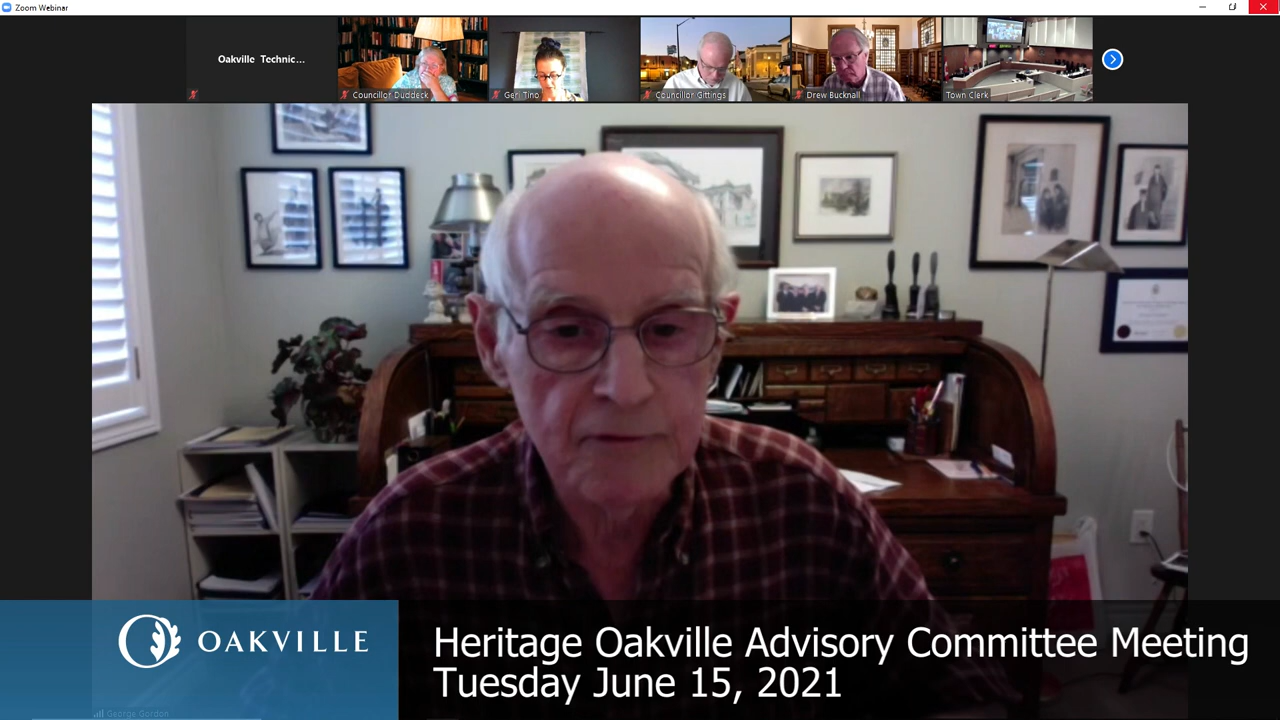 Zoom Webinar
Oakville Technic...
Councillor Duddeck
Geri Tino
Councillor Gittings
Drew Bucknall
Town Clerk
OAKVILLE
Heritage Oakville Advisory Committee Meeting
Tuesday June 15, 2021
George Gordon